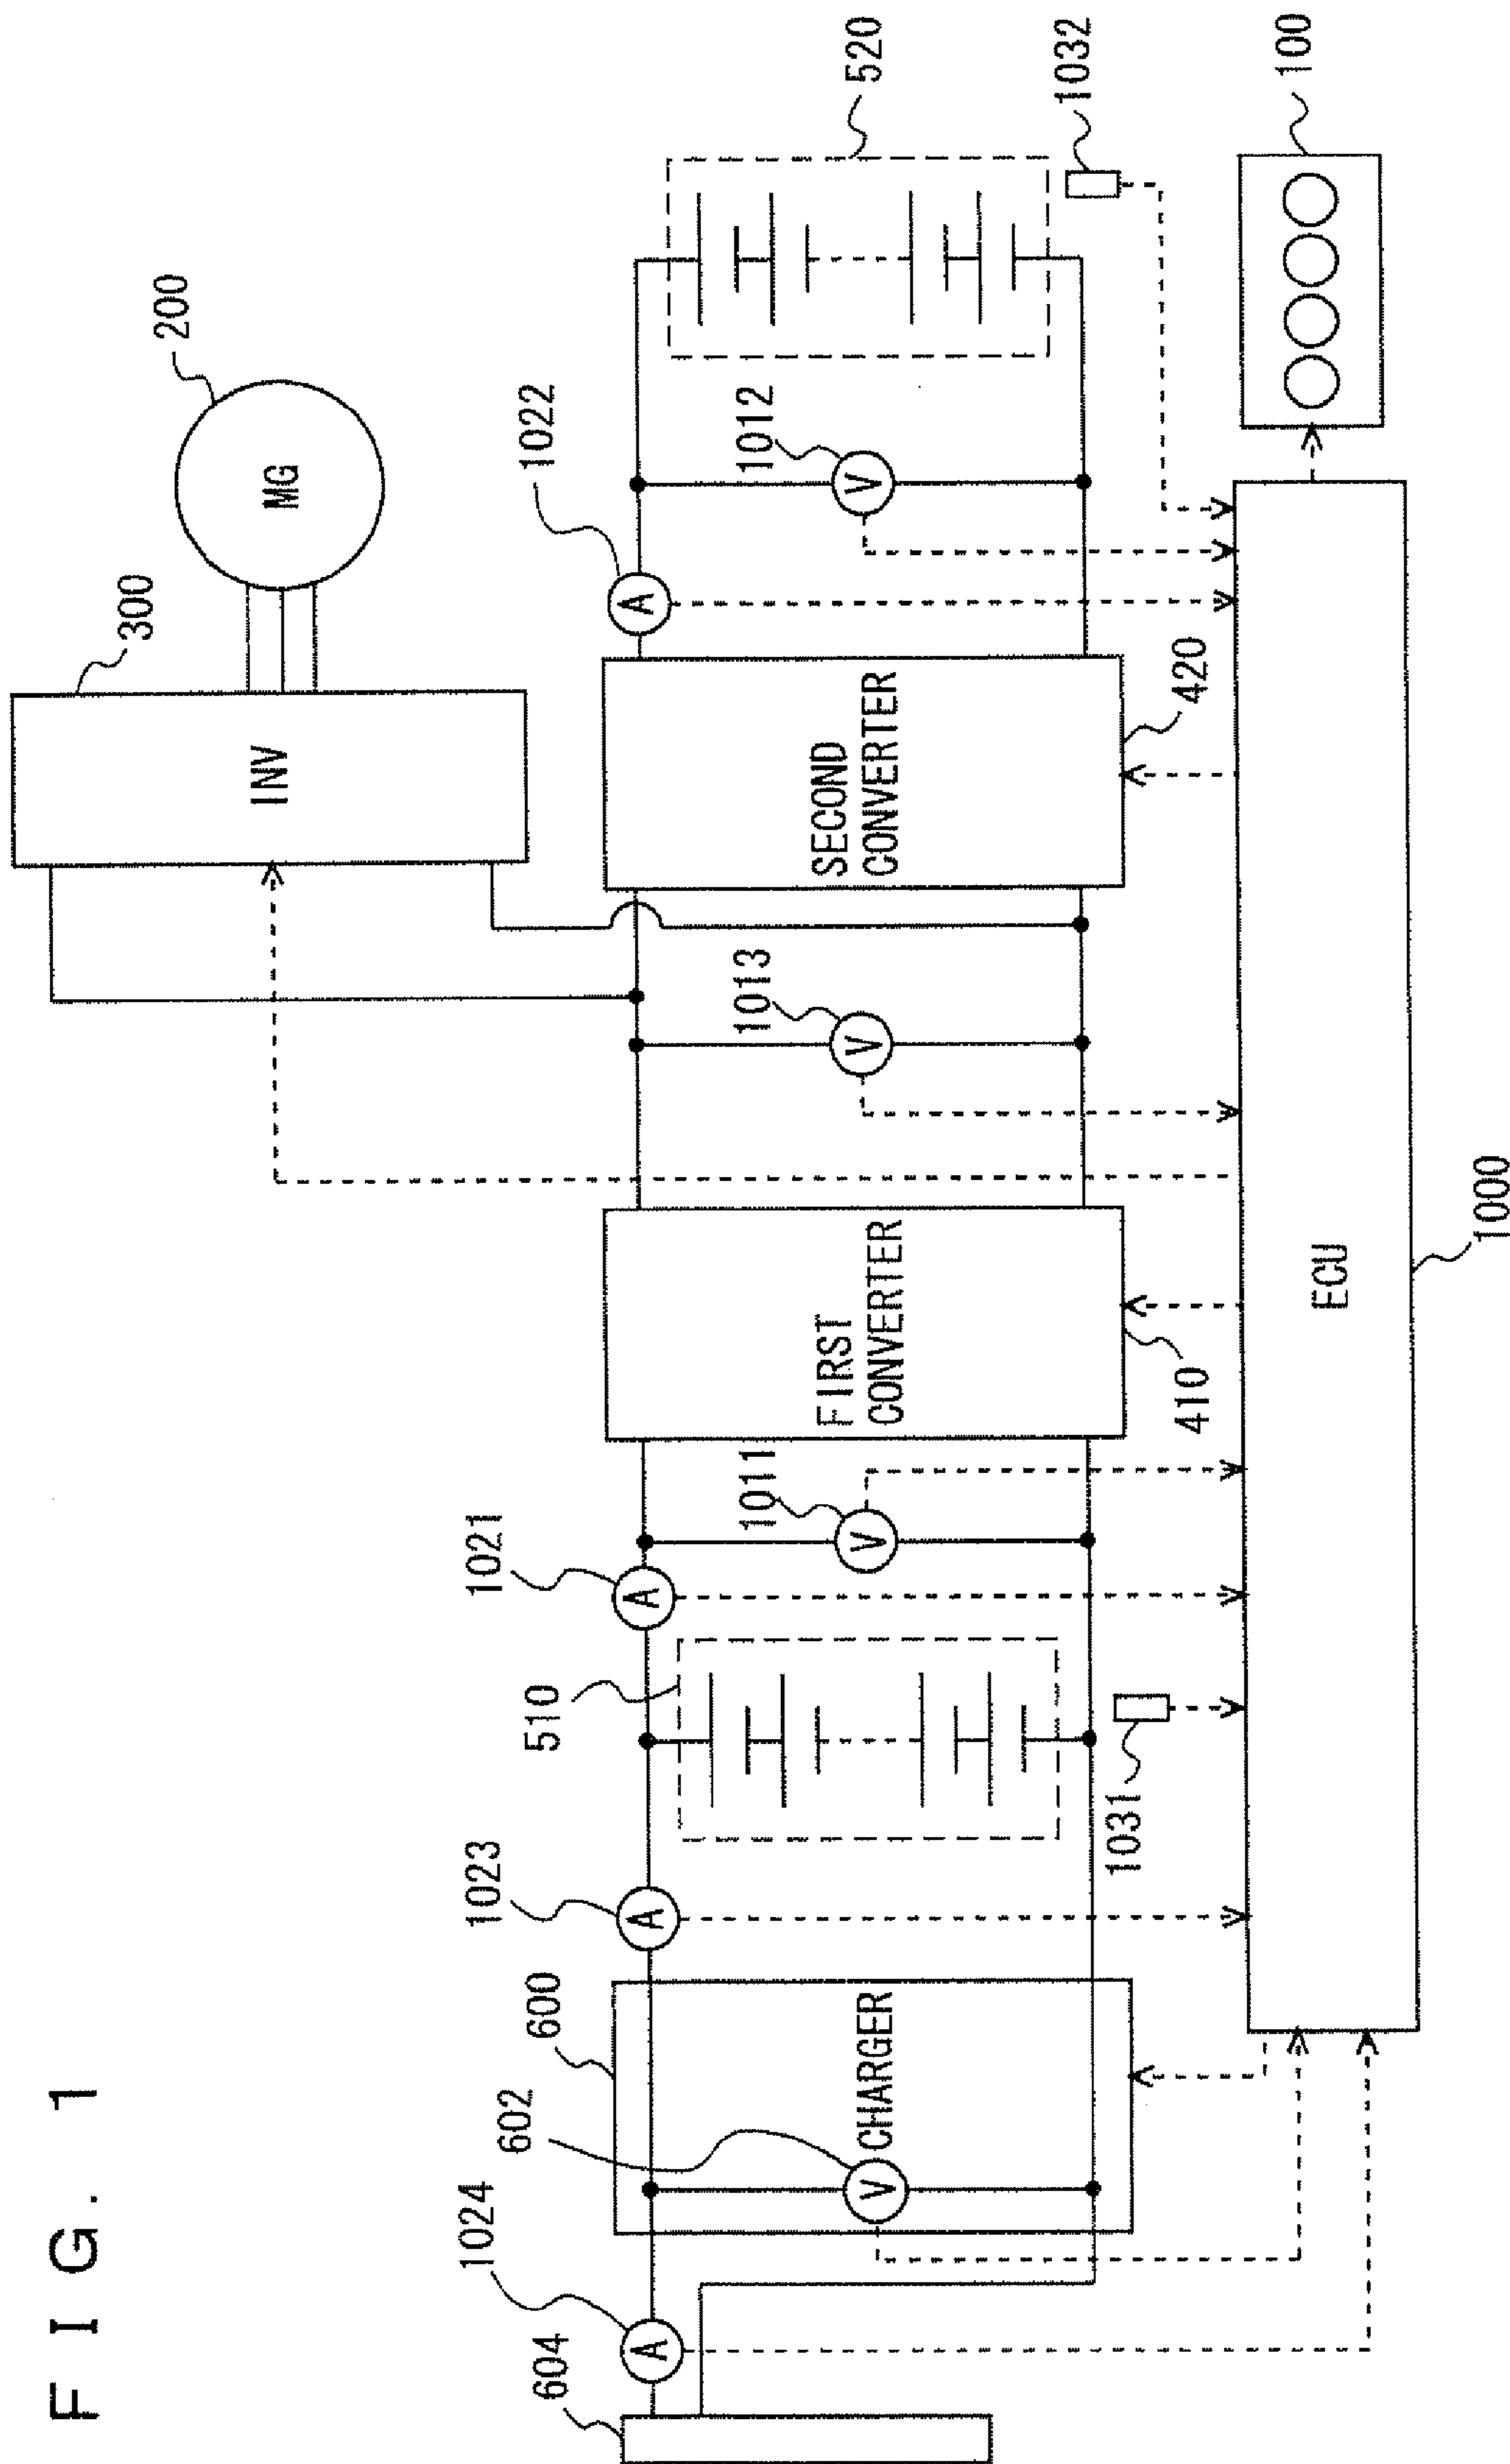 FIG. 1
200
MG
300
INV
520
1032
1022
1012
1013
SECOND
CONVERTER
420
100
FIRST
CONVERTER
410
1021
1011
510
1031
1023
600
CHARGER
602
1024
604
ECU
1000
V
V
V
V
A
A
A
A